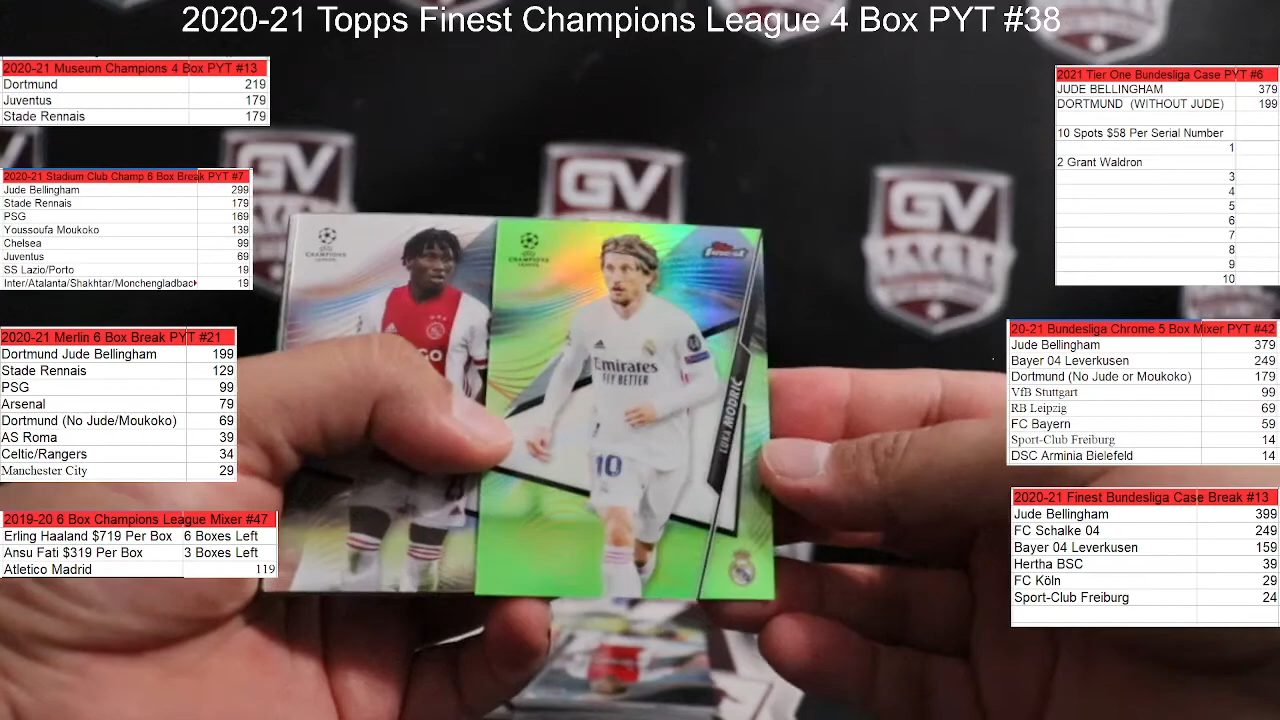 2020-21 Topps Finest Champions League 4 Box PYT #38
2020-21 Museum Champions 4 Box PYT #13
Dortmund 219
Juventus 179
Stade Rennais 179
2020-21 Stadium Club Champ 6 Box Break PYT #7
Jude Bellingham 299
Stade Rennais 179
PSG 169
Youssoufa Moukoko 139
Chelsea 99
Juventus 69
SS Lazio/Porto 19
Inter/Atalanta/Shakhtar/Monchengladbac 19
2020-21 Merlin 6 Box Break PYT #21
Dortmund Jude Bellingham 199
Stade Rennais 129
PSG 99
Arsenal 79
Dortmund (No Jude/Moukoko) 69
AS Roma 39
Celtic/Rangers 34
Manchester City 29
2019-20 6 Box Champions League Mixer #47
Erling Haaland $719 Per Box 6 Boxes Left
Ansu Fati $319 Per Box 3 Boxes Left
Atletico Madrid 119
GV
GV
GV
CHAMPIONS LEAGUE
CHAMPIONS LEAGUE
Topps Finest
Emirates
FLY BETTER
10
LUKA MODRIĆ
2021 Tier One Bundesliga Case PYT #6
JUDE BELLINGHAM 379
DORTMUND (WITHOUT JUDE) 199
10 Spots $58 Per Serial Number
1
2 Grant Waldron
3
4
5
6
7
8
9
10
20-21 Bundesliga Chrome 5 Box Mixer PYT #42
Jude Bellingham 379
Bayer 04 Leverkusen 249
Dortmund (No Jude or Moukoko) 179
VfB Stuttgart 99
RB Leipzig 69
FC Bayern 59
Sport-Club Freiburg 14
DSC Arminia Bielefeld 14
2020-21 Finest Bundesliga Case Break #13
Jude Bellingham 399
FC Schalke 04 249
Bayer 04 Leverkusen 159
Hertha BSC 39
FC Köln 29
Sport-Club Freiburg 24